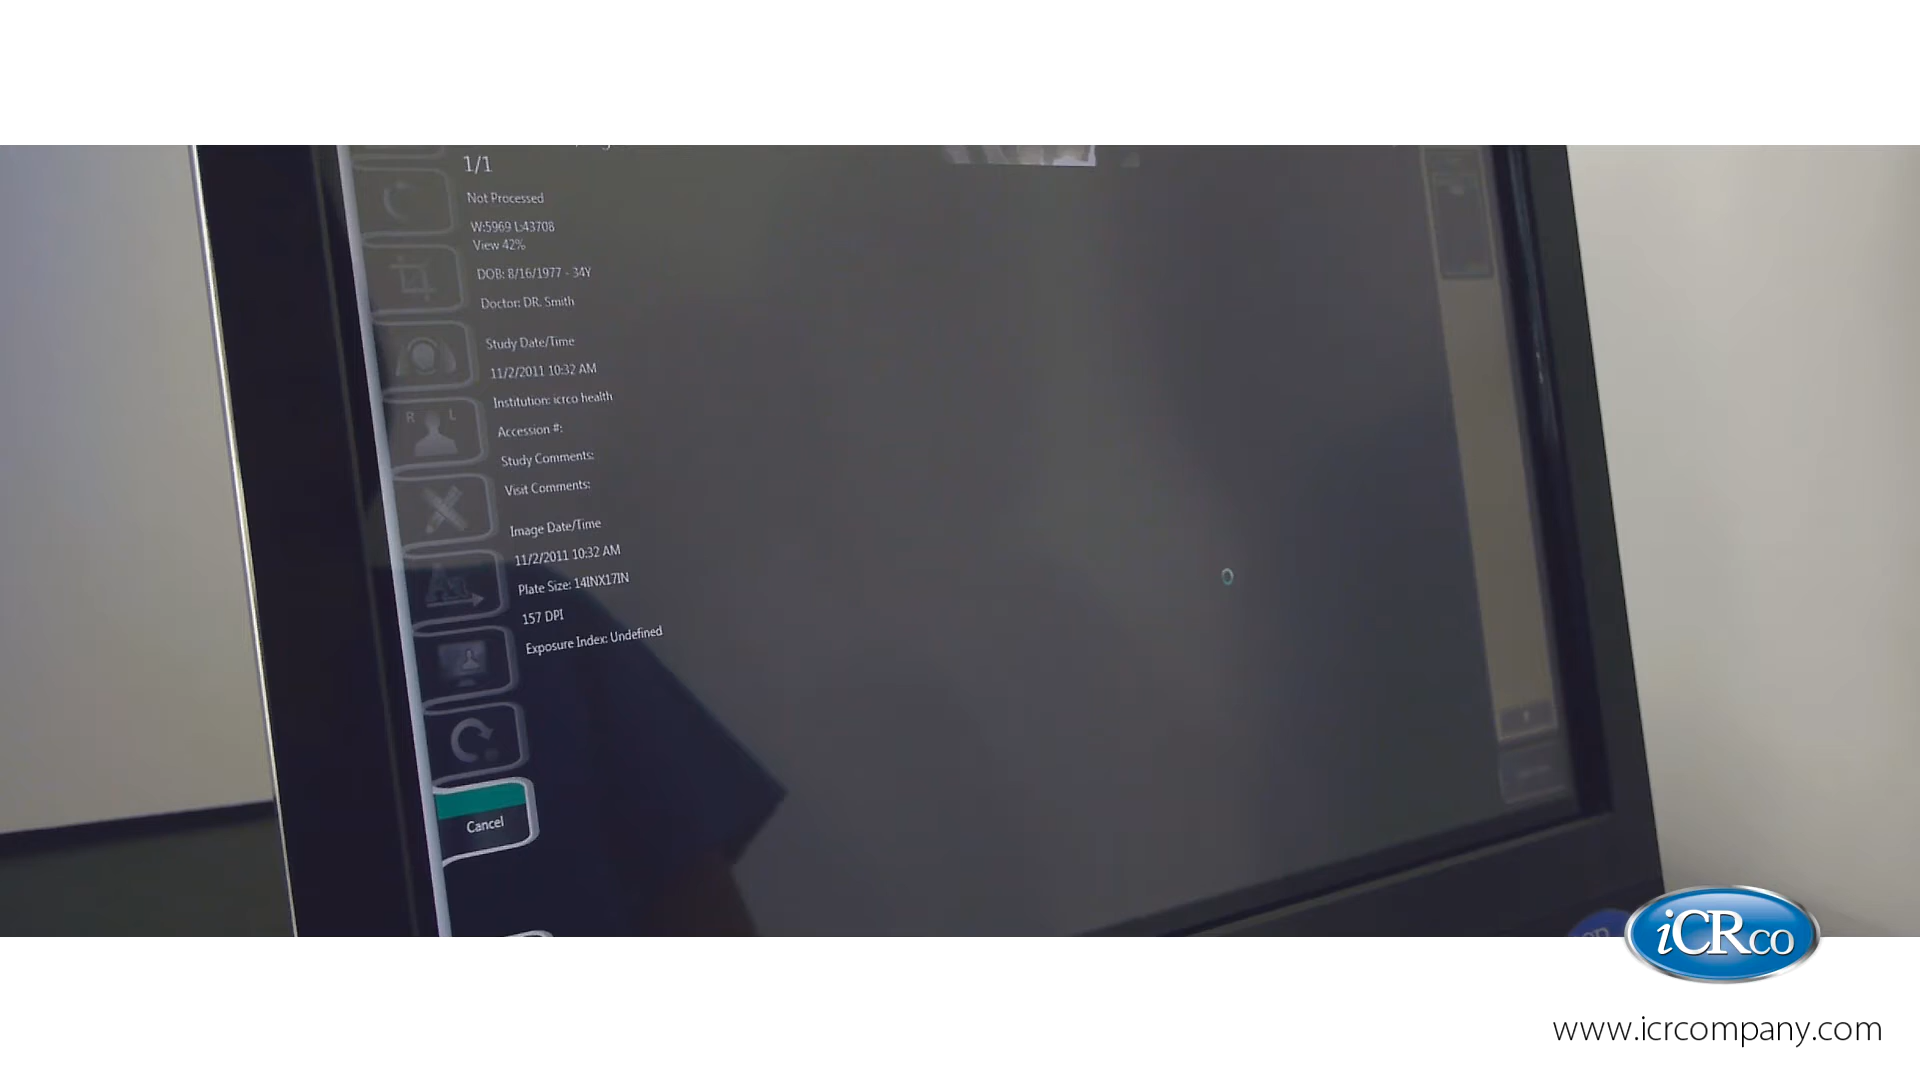 1/1
Not Processed
W:5969 L:43708
View 42%
DOB: 8/16/1977 - 34Y
Doctor: DR. Smith
Study Date/Time
11/2/2011 10:32 AM
Institution: icrco health
Accession #:
Study Comments:
Visit Comments:
Image Date/Time
11/2/2011 10:32 AM
Plate Size: 14INX17IN
157 DPI
Exposure Index: Undefined
R L
Cancel
iCRco
www.icrcompany.com